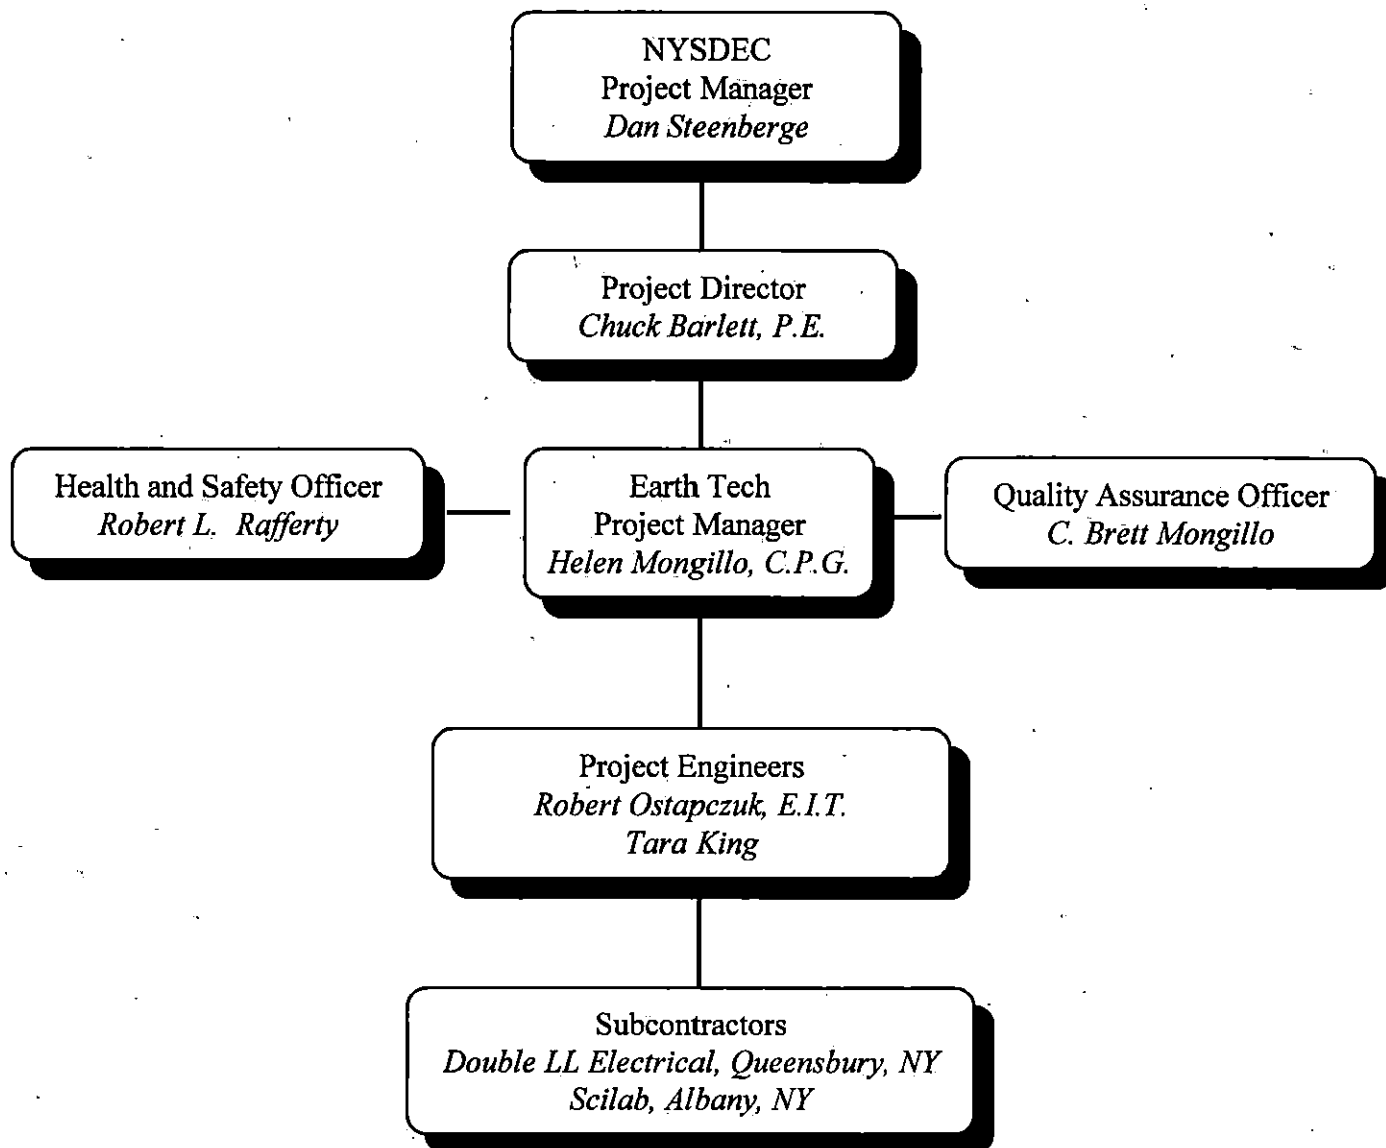 NYSDEC
Project Manager
Dan Steenberge
Project Director
Chuck Barlett, P.E.
Health and Safety Officer
Robert L. Rafferty
Earth Tech
Project Manager
Helen Mongillo, C.P.G.
Quality Assurance Officer
C. Brett Mongillo
Project Engineers
Robert Ostapczuk, E.I.T.
Tara King
Subcontractors
Double LL Electrical, Queensbury, NY
Scilab, Albany, NY